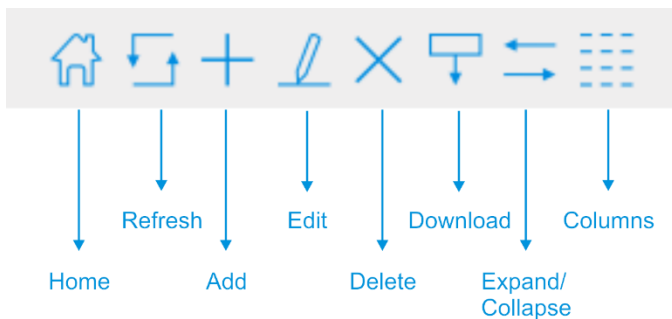 Refresh
Edit
Download
Columns
Home
Add
Delete
Expand/
Collapse